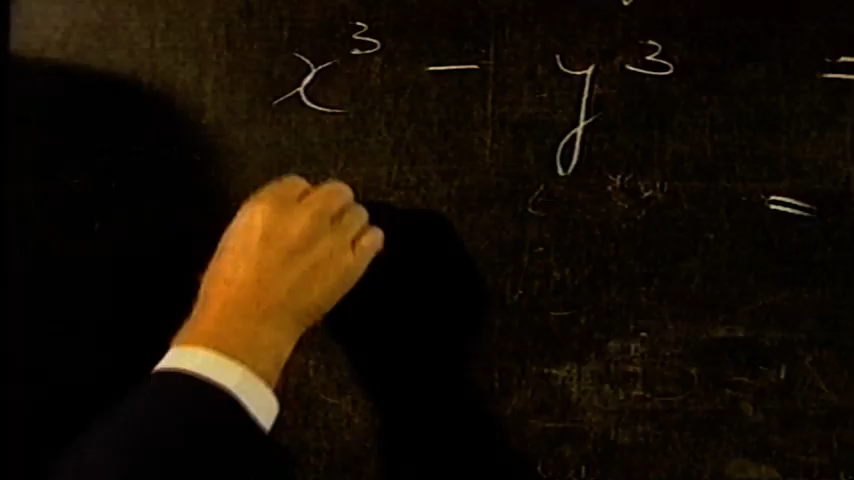 x³ - y³ =
=